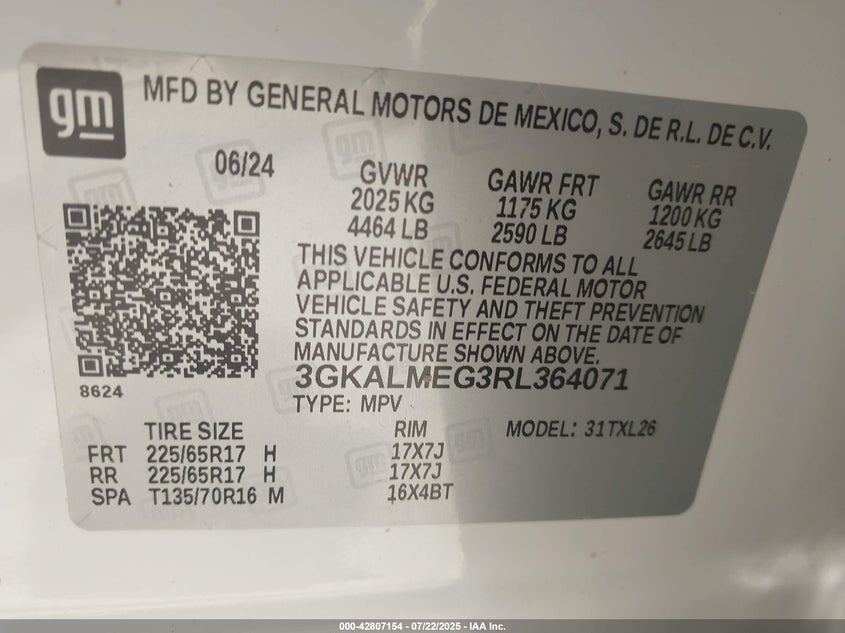 gm
MFD BY GENERAL MOTORS DE MEXICO, S. DE R.L. DE C.V.
06/24
GVWR GAWR FRT GAWR RR
2025 KG 1175 KG 1200 KG
4464 LB 2590 LB 2645 LB
THIS VEHICLE CONFORMS TO ALL
APPLICABLE U.S. FEDERAL MOTOR
VEHICLE SAFETY AND THEFT PREVENTION
STANDARDS IN EFFECT ON THE DATE OF
MANUFACTURE SHOWN ABOVE.
8624
3GKALMEG3RL364071
TYPE: MPV
TIRE SIZE RIM MODEL: 31TXL26
FRT 225/65R17 H 17X7J
RR 225/65R17 H 17X7J
SPA T135/70R16 M 16X4BT
000-42807154 - 07/22/2025 - IAA Inc.